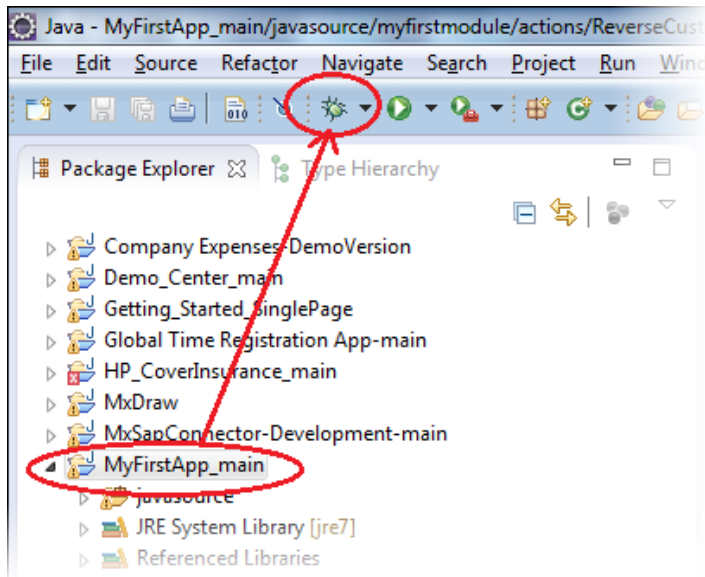 Java - MyFirstApp_main/javasource/myfirstmodule/actions/ReverseCust
File Edit Source Refactor Navigate Search Project Run Wind
010
Package Explorer Type Hierarchy
Company Expenses-DemoVersion
Demo_Center_main
Getting_Started_SinglePage
Global Time Registration App-main
HP_CoverInsurance_main
MxDraw
MxSapConnector-Development-main
MyFirstApp_main
javasource
JRE System Library [jre7]
Referenced Libraries